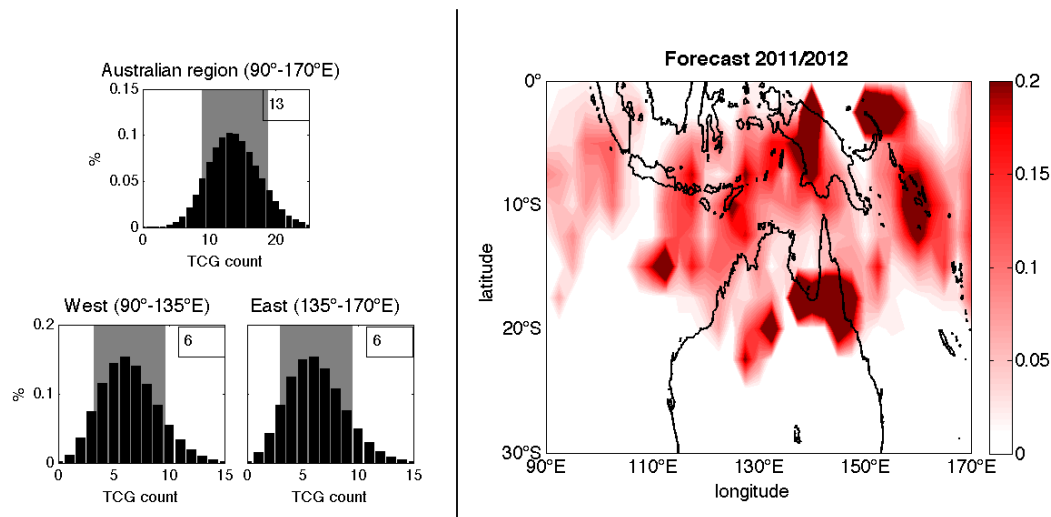 Australian region (90°-170°E)
0.15
0.1
0.05
0
%
13
0 10 20
TCG count
West (90°-135°E)
0.2
0.1
0
%
6
0 5 10 15
TCG count
East (135°-170°E)
6
0 5 10 15
TCG count
Forecast 2011/2012
0°
10°S
20°S
30°S
latitude
90°E 110°E 130°E 150°E 170°E
longitude
0.2
0.15
0.1
0.05
0